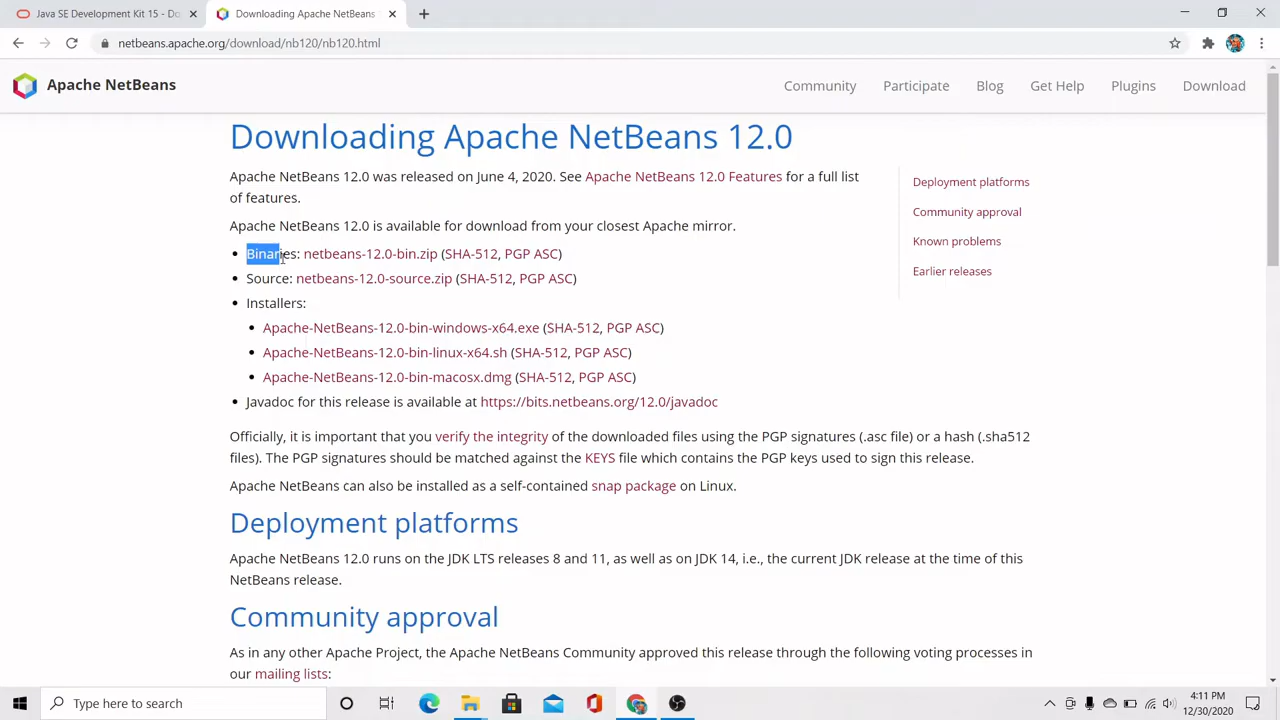 Java SE Development Kit 15 - Do
Downloading Apache NetBeans
netbeans.apache.org/download/nb120/nb120.html
Apache NetBeans
Community
Participate
Blog
Get Help
Plugins
Download
Downloading Apache NetBeans 12.0
Apache NetBeans 12.0 was released on June 4, 2020. See Apache NetBeans 12.0 Features for a full list
of features.
Apache NetBeans 12.0 is available for download from your closest Apache mirror.
Binaries: netbeans-12.0-bin.zip (SHA-512, PGP ASC)
Source: netbeans-12.0-source.zip (SHA-512, PGP ASC)
Installers:
Apache-NetBeans-12.0-bin-windows-x64.exe (SHA-512, PGP ASC)
Apache-NetBeans-12.0-bin-linux-x64.sh (SHA-512, PGP ASC)
Apache-NetBeans-12.0-bin-macosx.dmg (SHA-512, PGP ASC)
Javadoc for this release is available at https://bits.netbeans.org/12.0/javadoc
Deployment platforms
Community approval
Known problems
Earlier releases
Officially, it is important that you verify the integrity of the downloaded files using the PGP signatures (.asc file) or a hash (.sha512
files). The PGP signatures should be matched against the KEYS file which contains the PGP keys used to sign this release.
Apache NetBeans can also be installed as a self-contained snap package on Linux.
Deployment platforms
Apache NetBeans 12.0 runs on the JDK LTS releases 8 and 11, as well as on JDK 14, i.e., the current JDK release at the time of this
NetBeans release.
Community approval
As in any other Apache Project, the Apache NetBeans Community approved this release through the following voting processes in
our mailing lists:
Type here to search
4:11 PM
12/30/2020